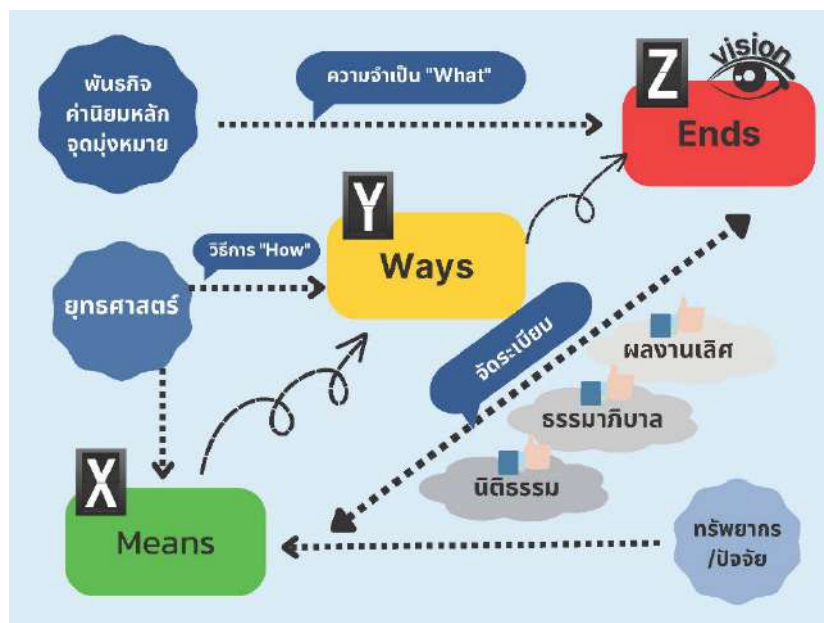 พันธกิจ
ค่านิยมหลัก
จุดมุ่งหมาย
ความจำเป็น "What"
Z
vision
Ends
Y
Ways
วิธีการ "How"
ยุทธศาสตร์
จัดระเบียบ
ผลงานเลิศ
ธรรมาภิบาล
นิติธรรม
X
Means
ทรัพยากร
/ปัจจัย